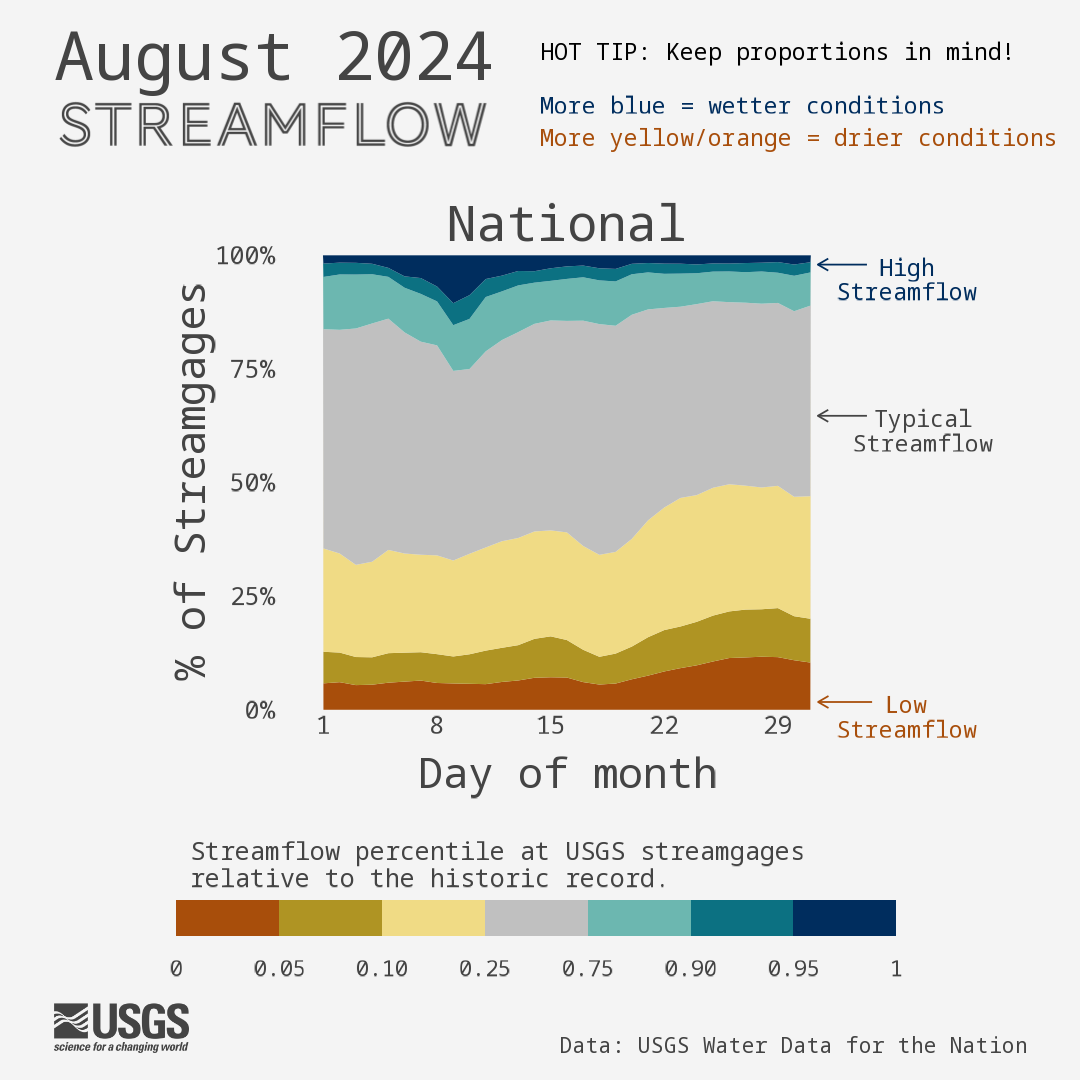 August 2024
STREAMFLOW
HOT TIP: Keep proportions in mind!
More blue = wetter conditions
More yellow/orange = drier conditions
National
% of Streamgages
100%
75%
50%
25%
0%
High
Streamflow
Typical
Streamflow
Low
Streamflow
1 8 15 22 29
Day of month
Streamflow percentile at USGS streamgages
relative to the historic record.
0 0.05 0.10 0.25 0.75 0.90 0.95 1
USGS
science for a changing world
Data: USGS Water Data for the Nation